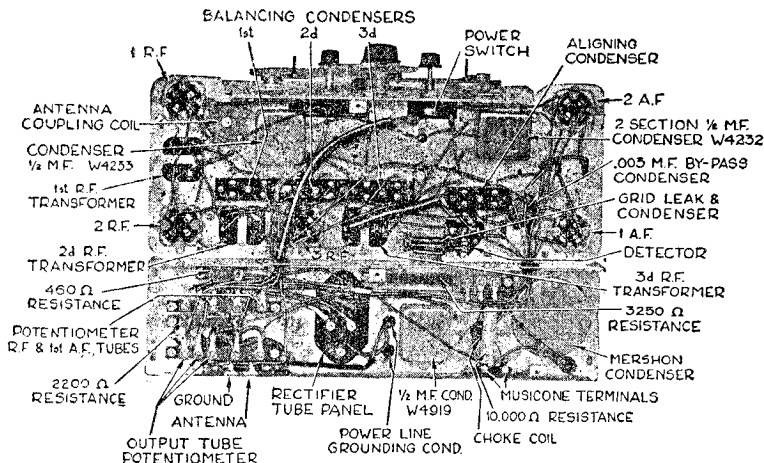 BALANCING CONDENSERS
1st 2d 3d
POWER
SWITCH
ALIGNING
CONDENSER
1 R.F
ANTENNA
COUPLING COIL
CONDENSER
½ M.F. W4233
1st R.F.
TRANSFORMER
2 R.F.
2d R.F.
TRANSFORMER
460 Ω
RESISTANCE
POTENTIOMETER
R.F & 1st A.F. TUBES
2200 Ω
RESISTANCE
2 A.F
2 SECTION ½ M.F.
CONDENSER W4232
.003 M.F. BY-PASS
CONDENSER
GRID LEAK &
CONDENSER
1 A.F.
DETECTOR
3 R.F.
3d R.F.
TRANSFORMER
3250 Ω
RESISTANCE
MERSHON
CONDENSER
GROUND
ANTENNA
OUTPUT TUBE
POTENTIOMETER
RECTIFIER
TUBE PANEL
POWER LINE
GROUNDING COND.
½ M.F. COND.
W4919
MUSICONE TERMINALS
10,000 Ω RESISTANCE
CHOKE COIL